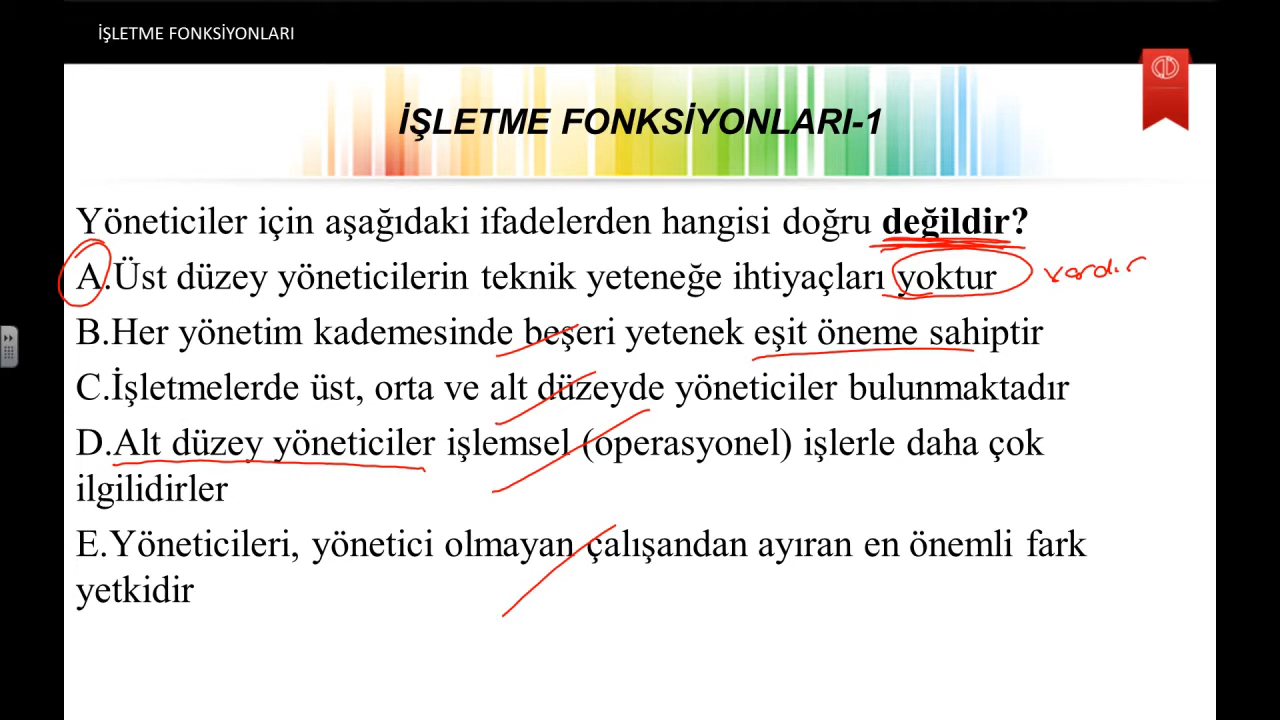 İŞLETME FONKSİYONLARI
İŞLETME FONKSİYONLARI-1
Yöneticiler için aşağıdaki ifadelerden hangisi doğru değildir?
A.Üst düzey yöneticilerin teknik yeteneğe ihtiyaçları yoktur vardır
B.Her yönetim kademesinde beşeri yetenek eşit öneme sahiptir
C.İşletmelerde üst, orta ve alt düzeyde yöneticiler bulunmaktadır
D.Alt düzey yöneticiler işlemsel (operasyonel) işlerle daha çok
ilgilidirler
E.Yöneticileri, yönetici olmayan çalışandan ayıran en önemli fark
yetkidir